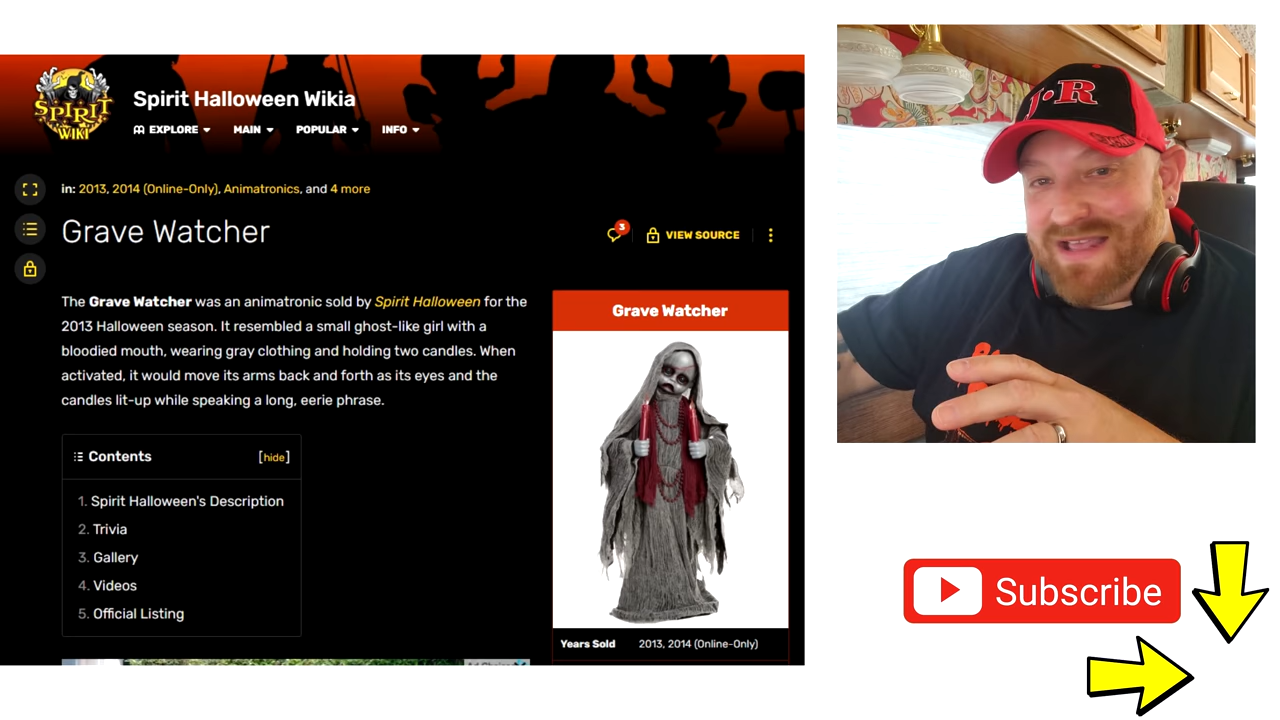 SPIRIT
WIKI
Spirit Halloween Wikia
EXPLORE MAIN POPULAR INFO
in: 2013, 2014 (Online-Only), Animatronics, and 4 more
Grave Watcher
3
VIEW SOURCE
The Grave Watcher was an animatronic sold by Spirit Halloween for the
2013 Halloween season. It resembled a small ghost-like girl with a
bloodied mouth, wearing gray clothing and holding two candles. When
activated, it would move its arms back and forth as its eyes and the
candles lit-up while speaking a long, eerie phrase.
Contents [hide]
1. Spirit Halloween's Description
2. Trivia
3. Gallery
4. Videos
5. Official Listing
Grave Watcher
Years Sold 2013, 2014 (Online-Only)
J•R
Subscribe